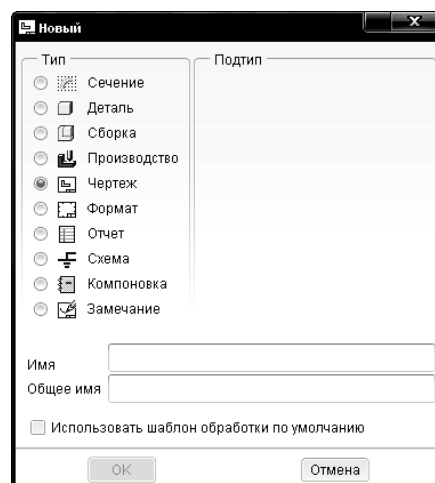 Новый
Тип
Подтип
Сечение
Деталь
Сборка
Производство
Чертеж
Формат
Отчет
Схема
Компоновка
Замечание
Имя
Общее имя
Использовать шаблон обработки по умолчанию
OK
Отмена